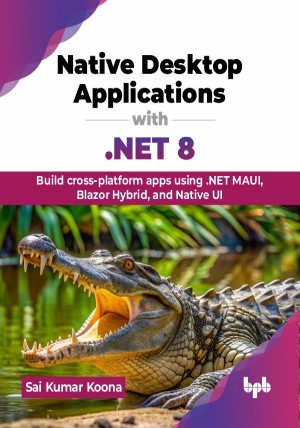 Native Desktop
Applications
with
.NET 8
Build cross-platform apps using .NET MAUI,
Blazor Hybrid, and Native UI
Sai Kumar Koona
bpb